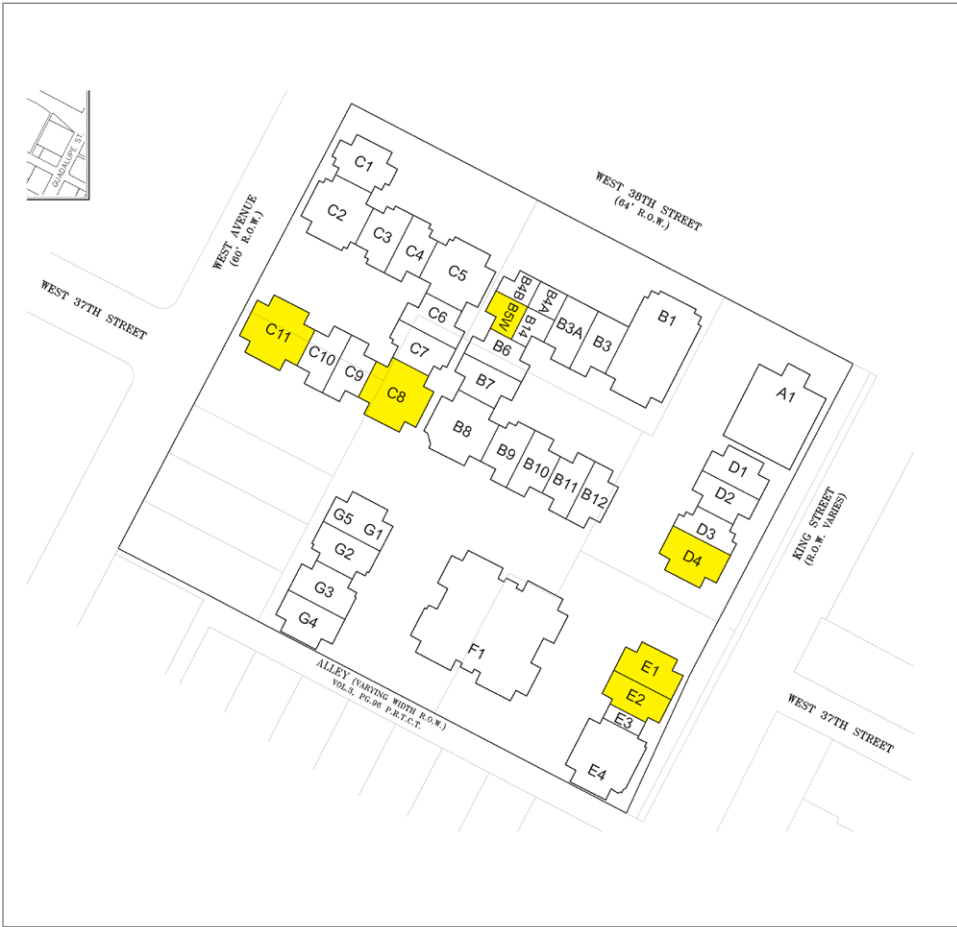 QUADALUPE ST.
WEST 38TH STREET
(64' R.O.W.)
WEST AVENUE
(60' R.O.W.)
WEST 37TH STREET
C1
C2
C3
C4
C5
C6
C7
C8
C9
C10
C11
B4B
B4A
B5W
B14
B3A
B3
B1
B6
B7
B8
B9
B10
B11
B12
A1
D1
D2
D3
D4
KING STREET
(R.O.W. VARIES)
G5
G1
G2
G3
G4
F1
E1
E2
E3
E4
ALLEY (VARYING WIDTH R.O.W.)
VOL.3, PG.96 P.R.T.C.T.
WEST 37TH STREET